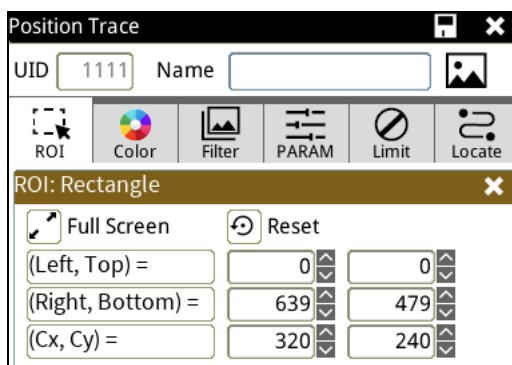 Position Trace
UID 1111 Name
ROI Color Filter PARAM Limit Locate
ROI: Rectangle
Full Screen Reset
(Left, Top) = 0 0
(Right, Bottom) = 639 479
(Cx, Cy) = 320 240